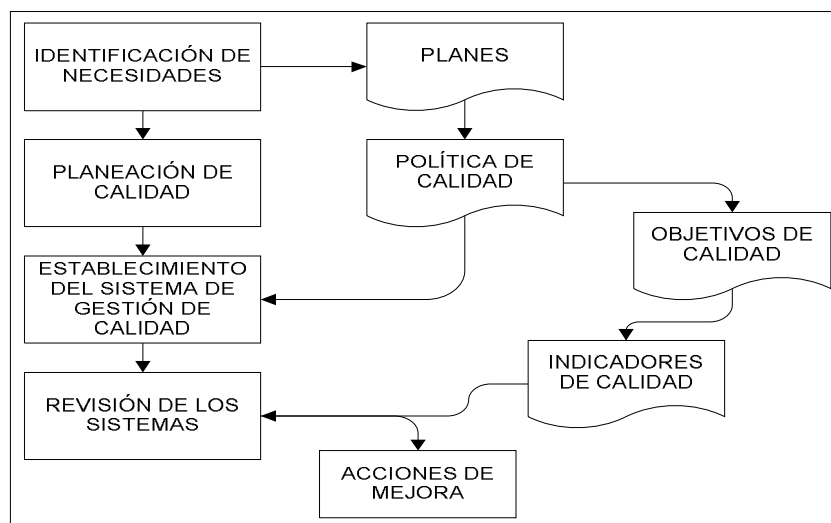 IDENTIFICACIÓN DE
NECESIDADES
PLANES
PLANEACIÓN DE
CALIDAD
POLÍTICA DE
CALIDAD
OBJETIVOS DE
CALIDAD
ESTABLECIMIENTO
DEL SISTEMA DE
GESTIÓN DE
CALIDAD
INDICADORES
DE CALIDAD
REVISIÓN DE LOS
SISTEMAS
ACCIONES DE
MEJORA